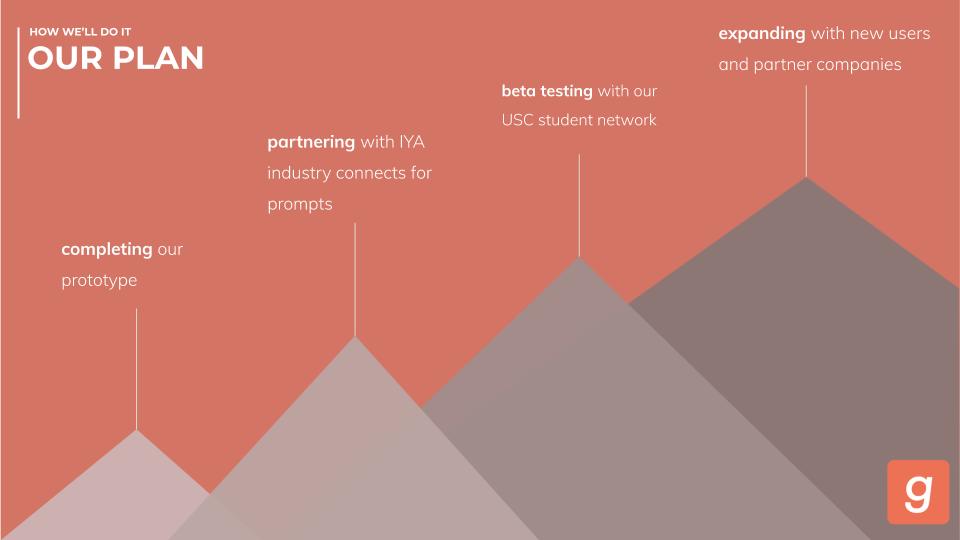 HOW WE'LL DO IT
OUR PLAN
completing our
prototype
partnering with IYA
industry connects for
prompts
beta testing with our
USC student network
expanding with new users
and partner companies
g